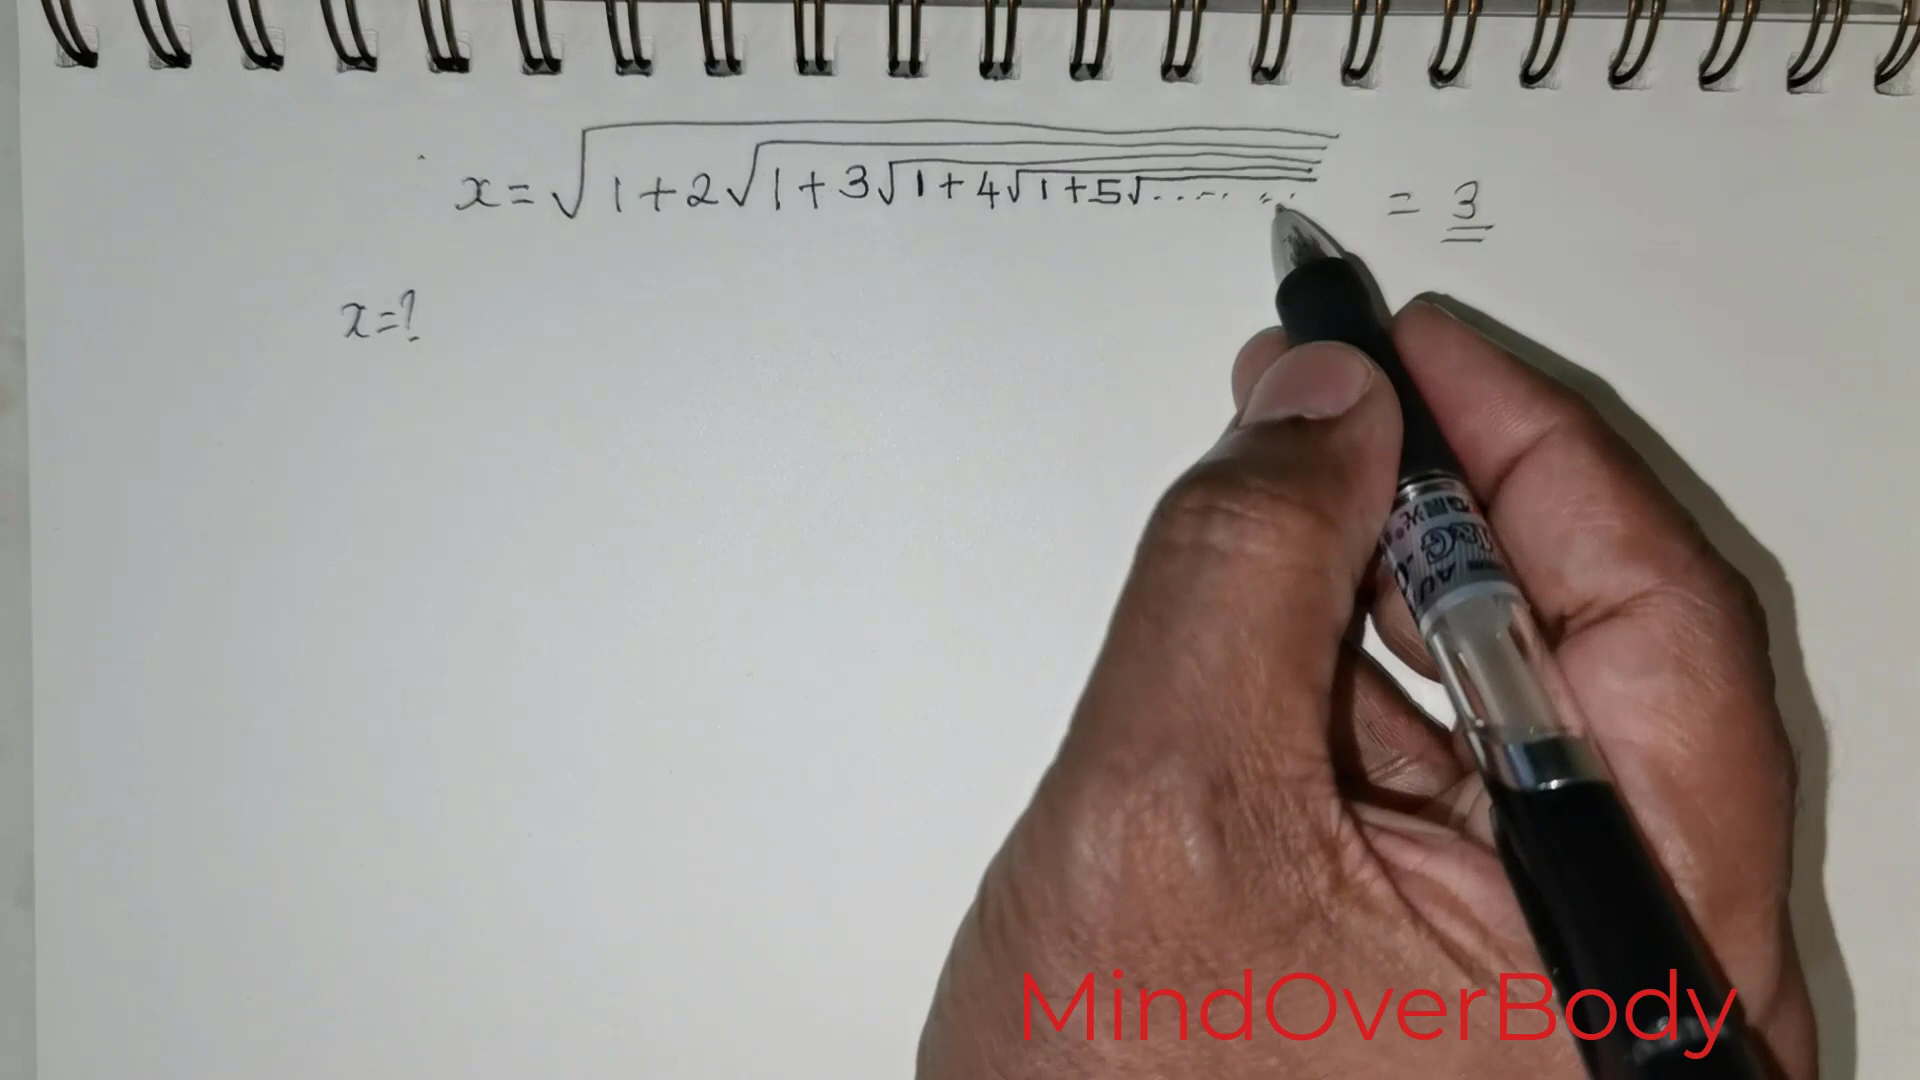 x=√1+2√1+3√1+4√1+5√....... = 3
x=?
MindOverBody